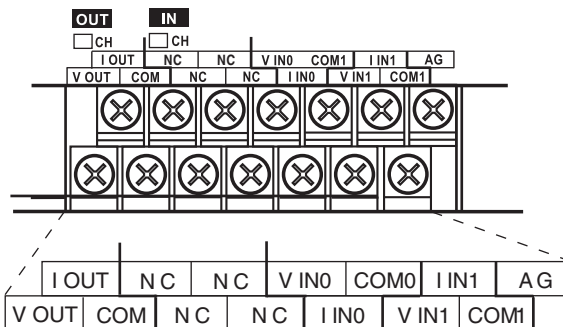 OUT IN
CH CH
I OUT NC NC V IN0 COM1 I IN1 AG
V OUT COM NC NC I IN0 V IN1 COM1
I OUT N C N C V IN0 COM0 I IN1 A G
V OUT COM N C N C I IN0 V IN1 COM1